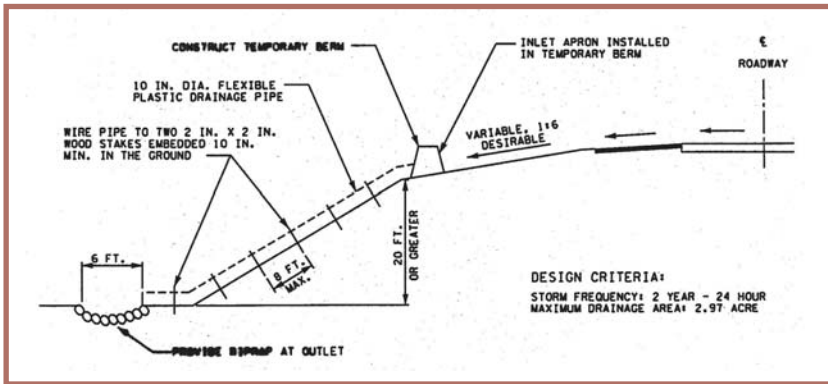 CONSTRUCT TEMPORARY BERM
INLET APRON INSTALLED
IN TEMPORARY BERM
℄
ROADWAY
10 IN. DIA. FLEXIBLE
PLASTIC DRAINAGE PIPE
WIRE PIPE TO TWO 2 IN. X 2 IN.
WOOD STAKES EMBEDDED 10 IN.
MIN. IN THE GROUND
VARIABLE, 1:6
DESIRABLE
6 FT.
8 FT.
MAX.
20 FT.
OR GREATER
DESIGN CRITERIA:
STORM FREQUENCY: 2 YEAR - 24 HOUR
MAXIMUM DRAINAGE AREA: 2.97 ACRE
PROVIDE RIPRAP AT OUTLET